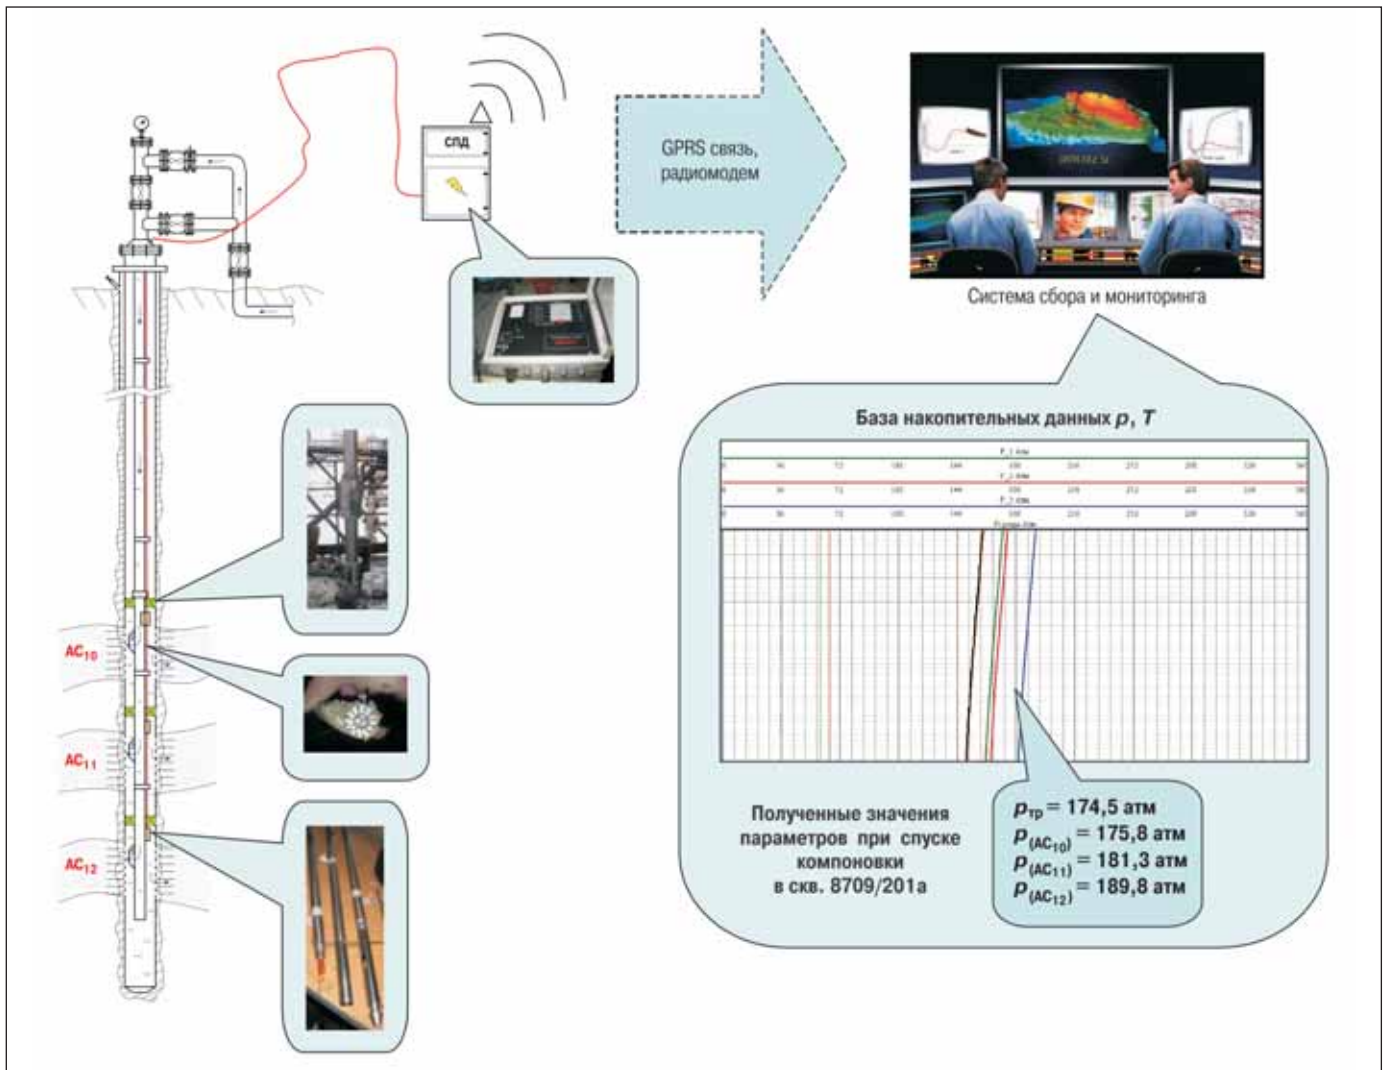 СПД
GPRS связь,
радиомодем
Система сбора и мониторинга
База накопительных данных p, T
AC10
AC11
AC12
Полученные значения
параметров при спуске
компоновки
в скв. 8709/201а
pтр = 174,5 атм
p(AC10) = 175,8 атм
p(AC11) = 181,3 атм
p(AC12) = 189,8 атм